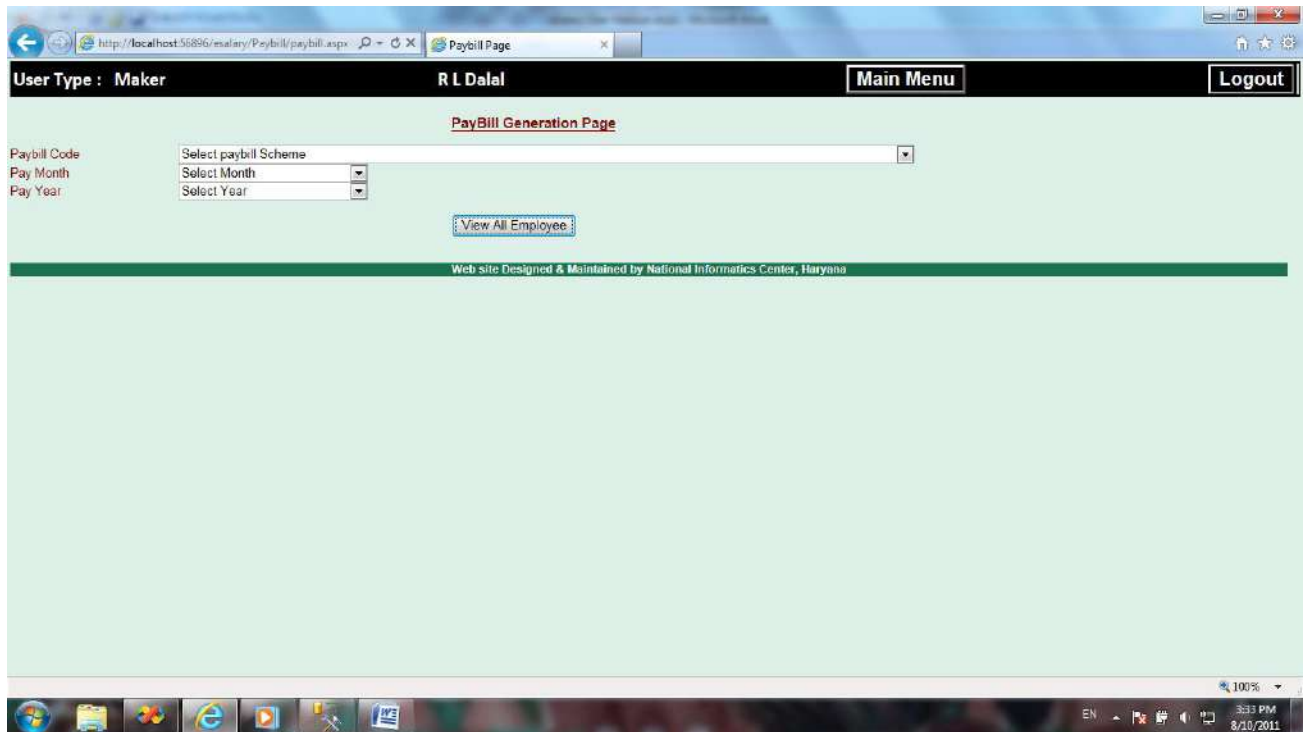 http://localhost:56896/esalary/Paybill/paybill.aspx
Paybill Page
User Type : Maker R L Dalal Main Menu Logout
PayBill Generation Page
Paybill Code Select paybill Scheme
Pay Month Select Month
Pay Year Select Year
View All Employee
Web site Designed & Maintained by National Informatics Center, Haryana
100%
EN 3:33 PM
8/10/2011